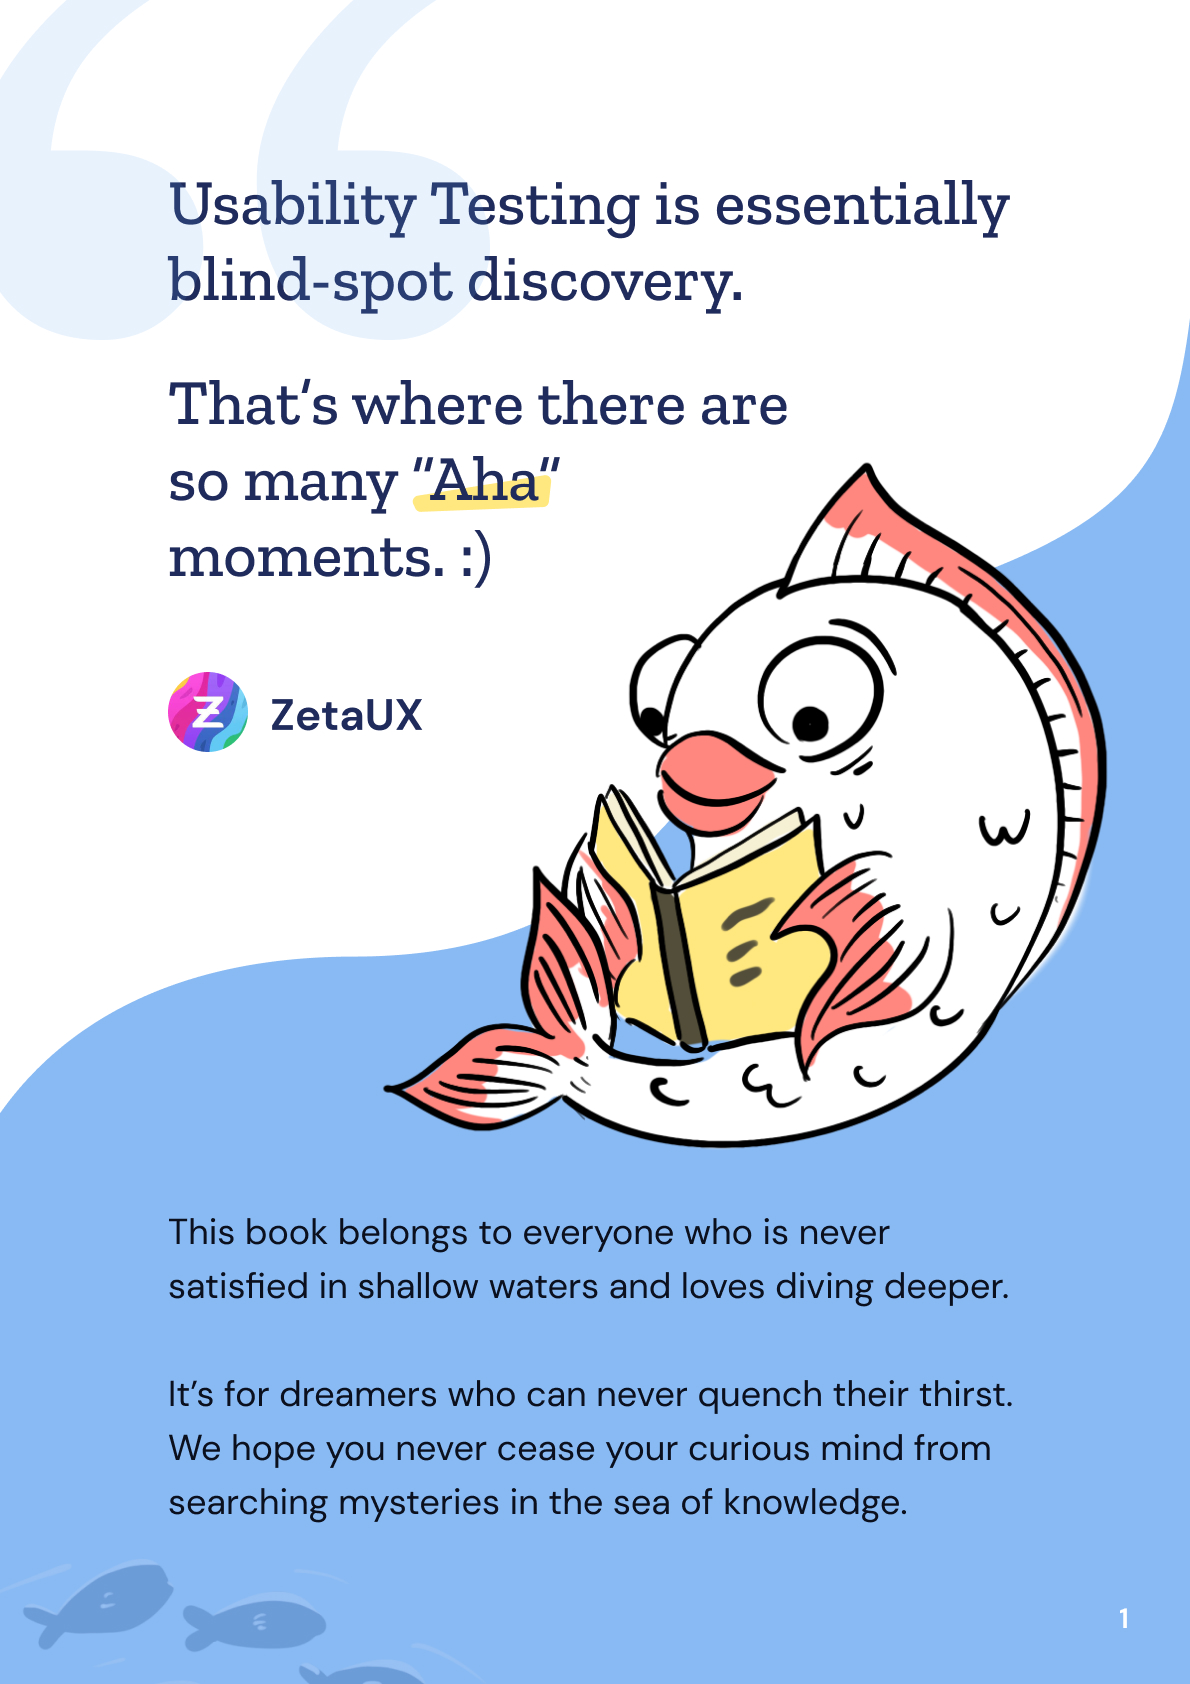 Usability Testing is essentially
blind-spot discovery.
That's where there are
so many "Aha"
moments. :)
Z ZetaUX
This book belongs to everyone who is never
satisfied in shallow waters and loves diving deeper.
It’s for dreamers who can never quench their thirst.
We hope you never cease your curious mind from
searching mysteries in the sea of knowledge.
1